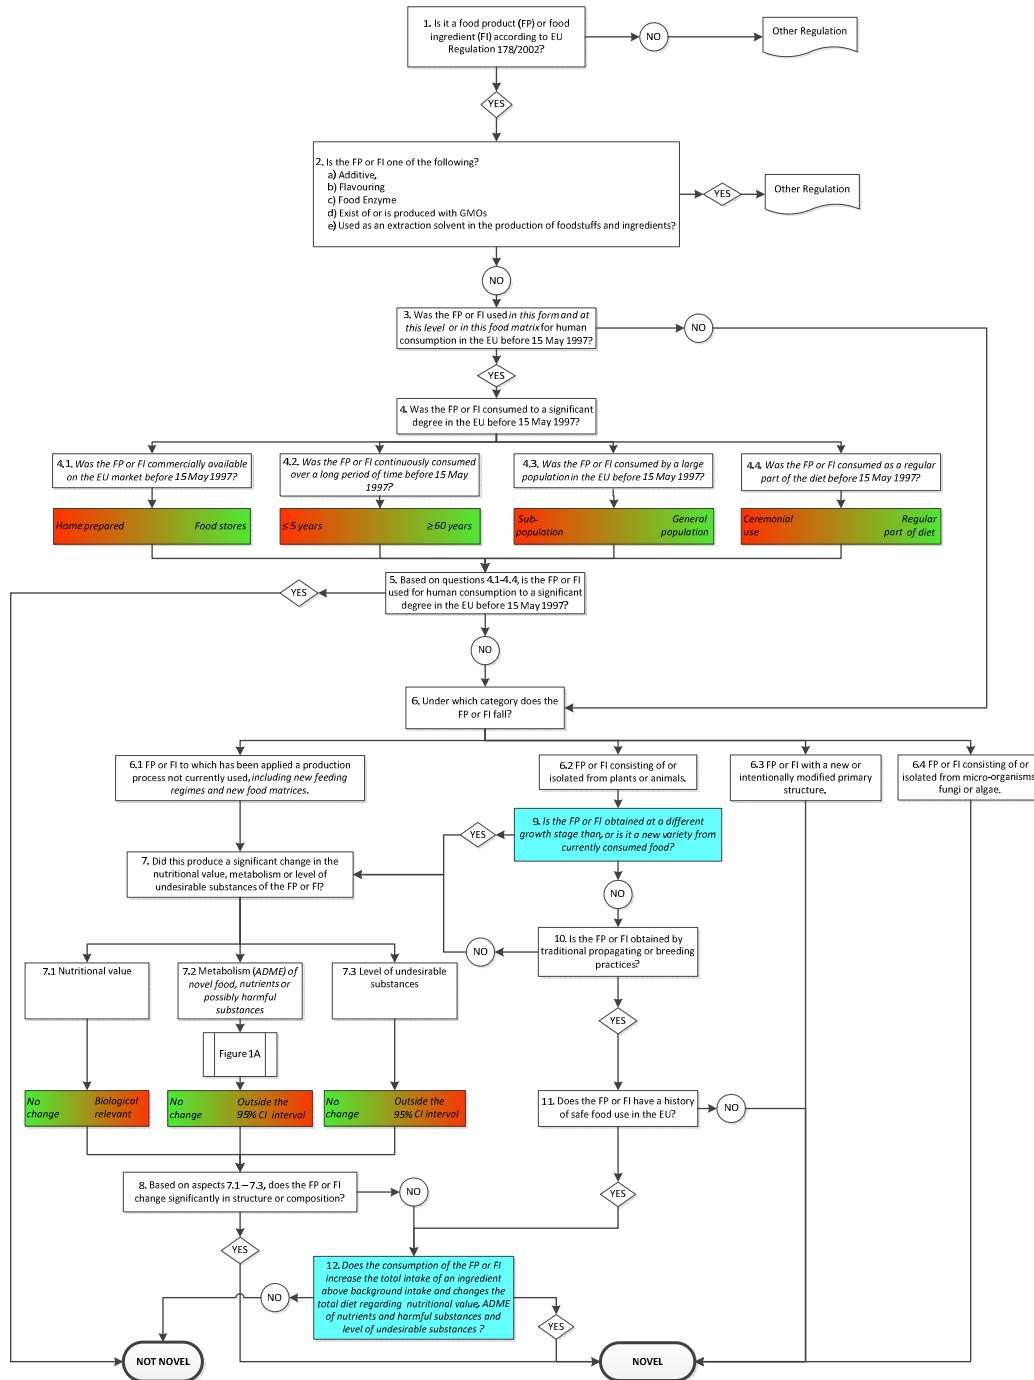 1. Is it a food product (FP) or food
ingredient (FI) according to EU
Regulation 178/2002?
NO
Other Regulation
YES
2. Is the FP or FI one of the following?
a) Additive,
b) Flavouring
c) Food Enzyme
d) Exist of or is produced with GMOs
e) Used as an extraction solvent in the production of foodstuffs and ingredients?
YES
Other Regulation
NO
3. Was the FP or FI used in this form and at
this level or in this food matrix for human
consumption in the EU before 15 May 1997?
NO
YES
4. Was the FP or FI consumed to a significant
degree in the EU before 15 May 1997?
4.1. Was the FP or FI commercially available
on the EU market before 15 May 1997?
4.2. Was the FP or FI continuously consumed
over a long period of time before 15 May
1997?
4.3. Was the FP or FI consumed by a large
population in the EU before 15 May 1997?
4.4. Was the FP or FI consumed as a regular
part of the diet before 15 May 1997?
Home prepared Food stores
≤ 5 years ≥ 60 years
Sub-
population
General
population
Ceremonial
use
Regular
part of diet
5. Based on questions 4.1-4.4, is the FP or FI
used for human consumption to a significant
degree in the EU before 15 May 1997?
YES
NO
6. Under which category does the
FP or FI fall?
6.1 FP or FI to which has been applied a production
process not currently used, including new feeding
regimes and new food matrices.
6.2 FP or FI consisting of or
isolated from plants or animals.
6.3 FP or FI with a new or
intentionally modified primary
structure.
6.4 FP or FI consisting of or
isolated from micro-organisms,
fungi or algae.
9. Is the FP or FI obtained at a different
growth stage than, or is it a new variety from
currently consumed food?
YES
NO
7. Did this produce a significant change in the
nutritional value, metabolism or level of
undesirable substances of the FP or FI?
10. Is the FP or FI obtained by
traditional propagating or breeding
practices?
NO
YES
7.1 Nutritional value
7.2 Metabolism (ADME) of
novel food, nutrients or
possibly harmful
substances
7.3 Level of undesirable
substances
Figure 1A
No
change
Biological
relevant
No
change
Outside the
95% CI interval
No
change
Outside the
95% CI interval
11. Does the FP or FI have a history
of safe food use in the EU?
NO
YES
8. Based on aspects 7.1 – 7.3, does the FP or FI
change significantly in structure or composition?
NO
YES
12. Does the consumption of the FP or FI
increase the total intake of an ingredient
above background intake and changes the
total diet regarding nutritional value, ADME
of nutrients and harmful substances and
level of undesirable substances ?
NO
YES
NOT NOVEL
NOVEL